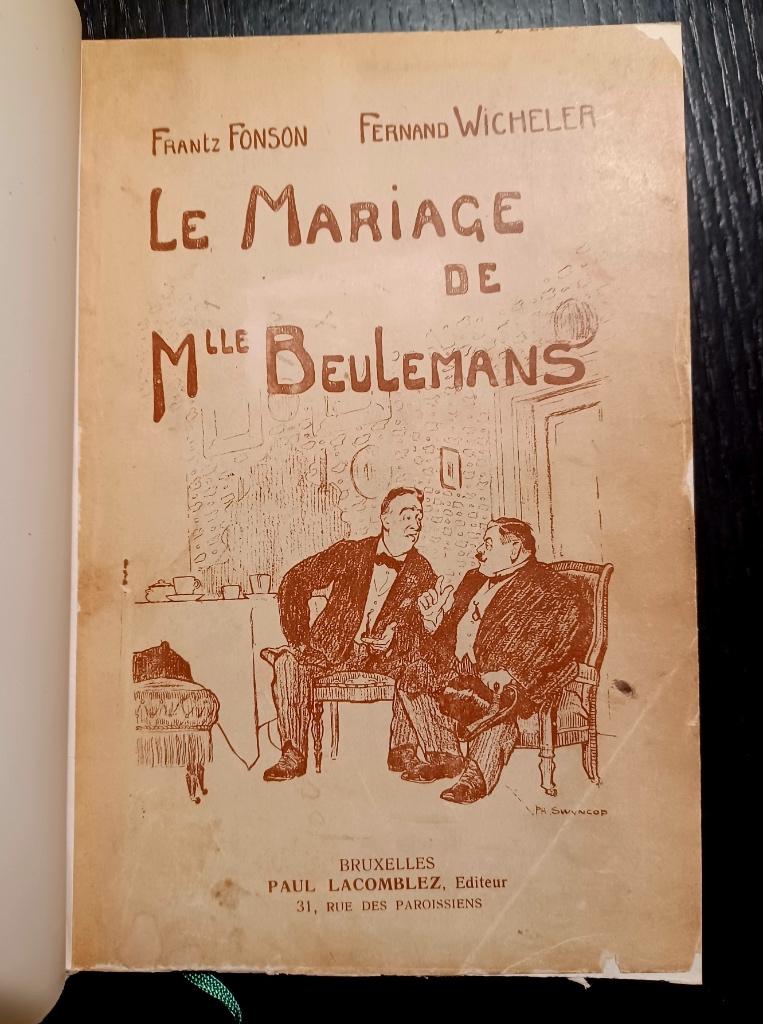 Frantz FONSON FERNAND WICHELER
LE MARIAGE
DE
MLLE BEULEMANS
PH SWYNCOP
BRUXELLES
PAUL LACOMBLEZ, Editeur
31, RUE DES PAROISSIENS